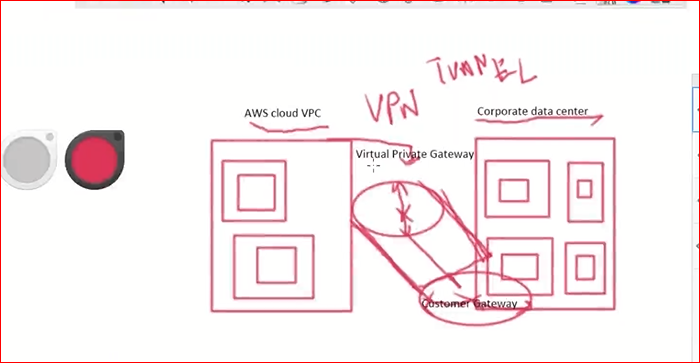 TUNNEL
VPN
AWS cloud VPC
Corporate data center
Virtual Private Gateway
Customer Gateway